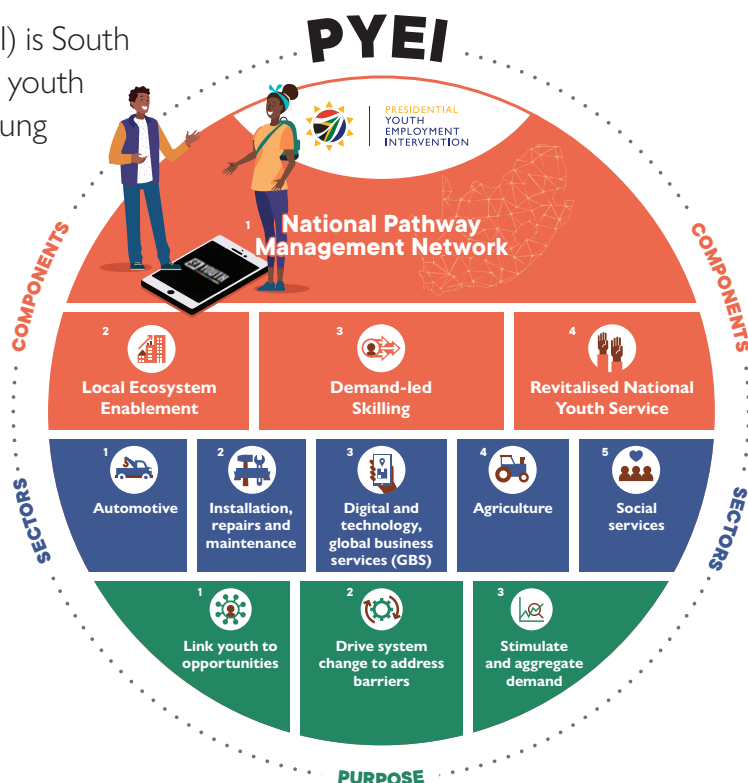 PYEI
I) is South
youth
ung
PRESIDENTIAL
YOUTH
EMPLOYMENT
INTERVENTION
1
National Pathway
Management Network
YOUTH
COMPONENTS
COMPONENTS
2
Local Ecosystem
Enablement
3
Demand-led
Skilling
4
Revitalised National
Youth Service
SECTORS
SECTORS
1
Automotive
2
Installation,
repairs and
maintenance
3
Digital and
technology,
global business
services (GBS)
4
Agriculture
5
Social
services
1
Link youth to
opportunities
2
Drive system
change to address
barriers
3
Stimulate
and aggregate
demand
PURPOSE